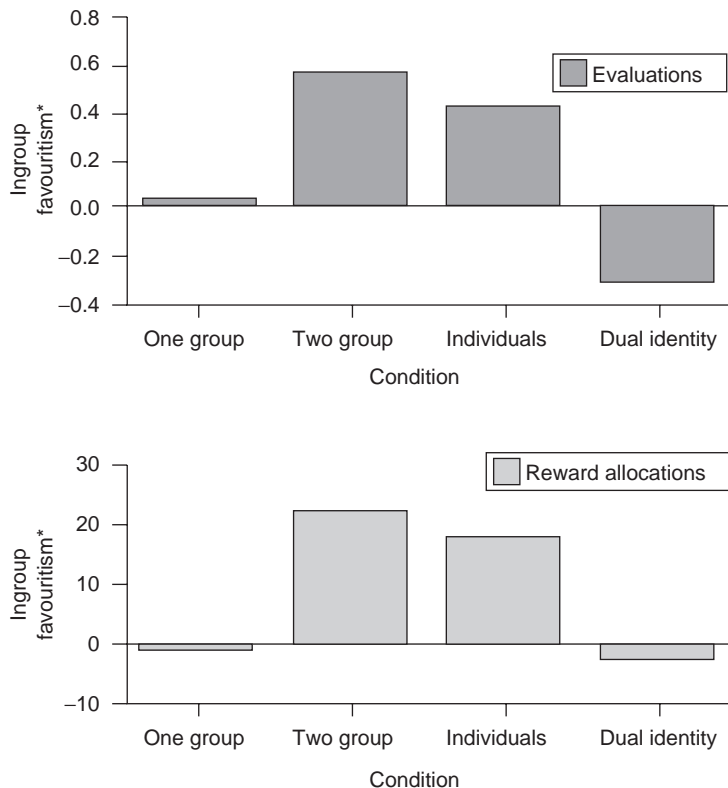 0.8
0.6
0.4
0.2
0.0
–0.2
–0.4
Ingroup
favouritism*
Evaluations
One group Two group Individuals Dual identity
Condition
30
20
10
0
–10
Ingroup
favouritism*
Reward allocations
One group Two group Individuals Dual identity
Condition